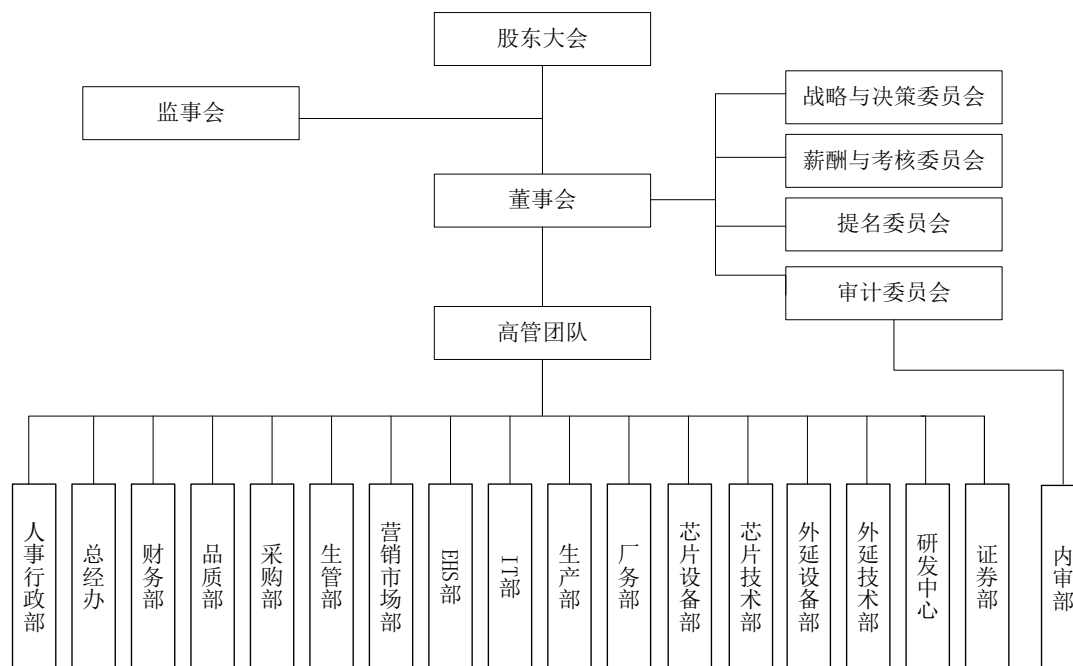 股东大会
监事会
战略与决策委员会
薪酬与考核委员会
董事会
提名委员会
审计委员会
高管团队
人事行政部
总经办
财务部
品质部
采购部
生管部
营销市场部
EHS部
IT部
生产部
厂务部
芯片设备部
芯片技术部
外延设备部
外延技术部
研发中心
证券部
内审部